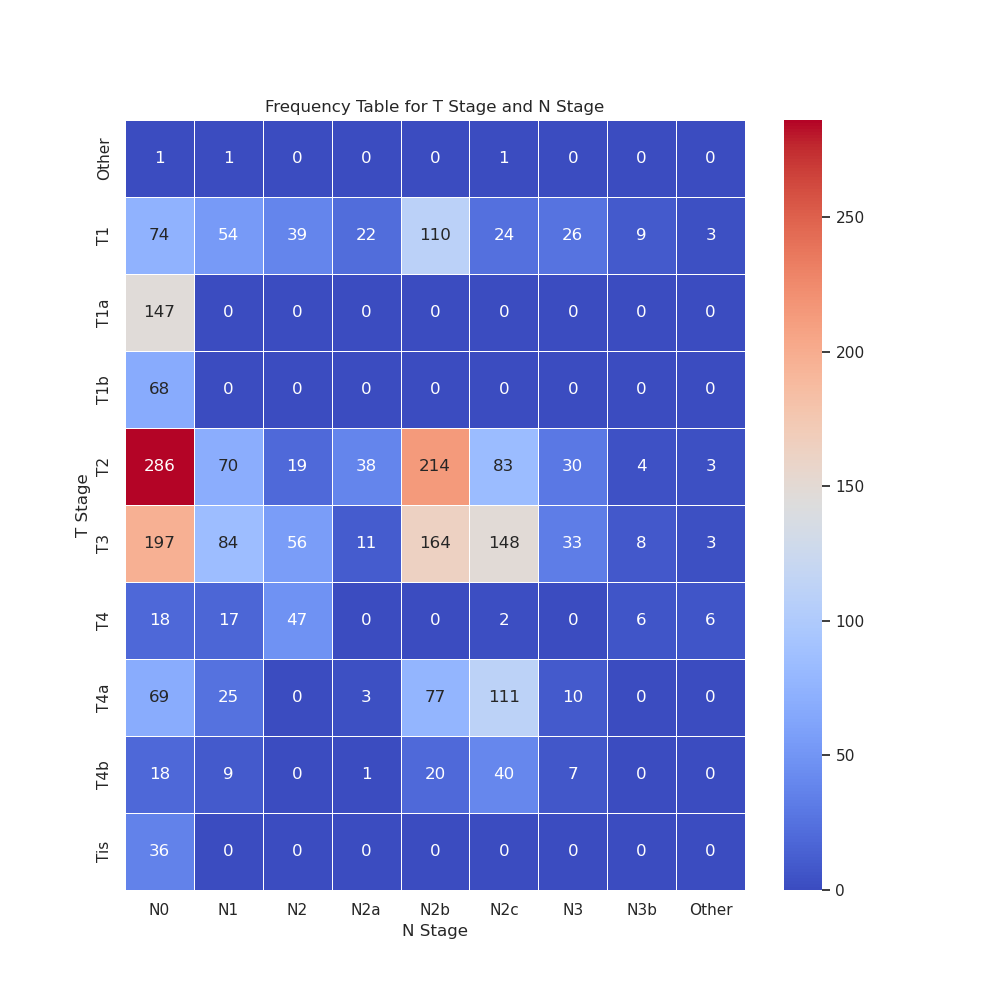 Frequency Table for T Stage and N Stage
Other 1 1 0 0 0 1 0 0 0
T1 74 54 39 22 110 24 26 9 3
T1a 147 0 0 0 0 0 0 0 0
T1b 68 0 0 0 0 0 0 0 0
T2 286 70 19 38 214 83 30 4 3
T3 197 84 56 11 164 148 33 8 3
T4 18 17 47 0 0 2 0 6 6
T4a 69 25 0 3 77 111 10 0 0
T4b 18 9 0 1 20 40 7 0 0
Tis 36 0 0 0 0 0 0 0 0
N0 N1 N2 N2a N2b N2c N3 N3b Other
N Stage
T Stage
250
200
150
100
50
0